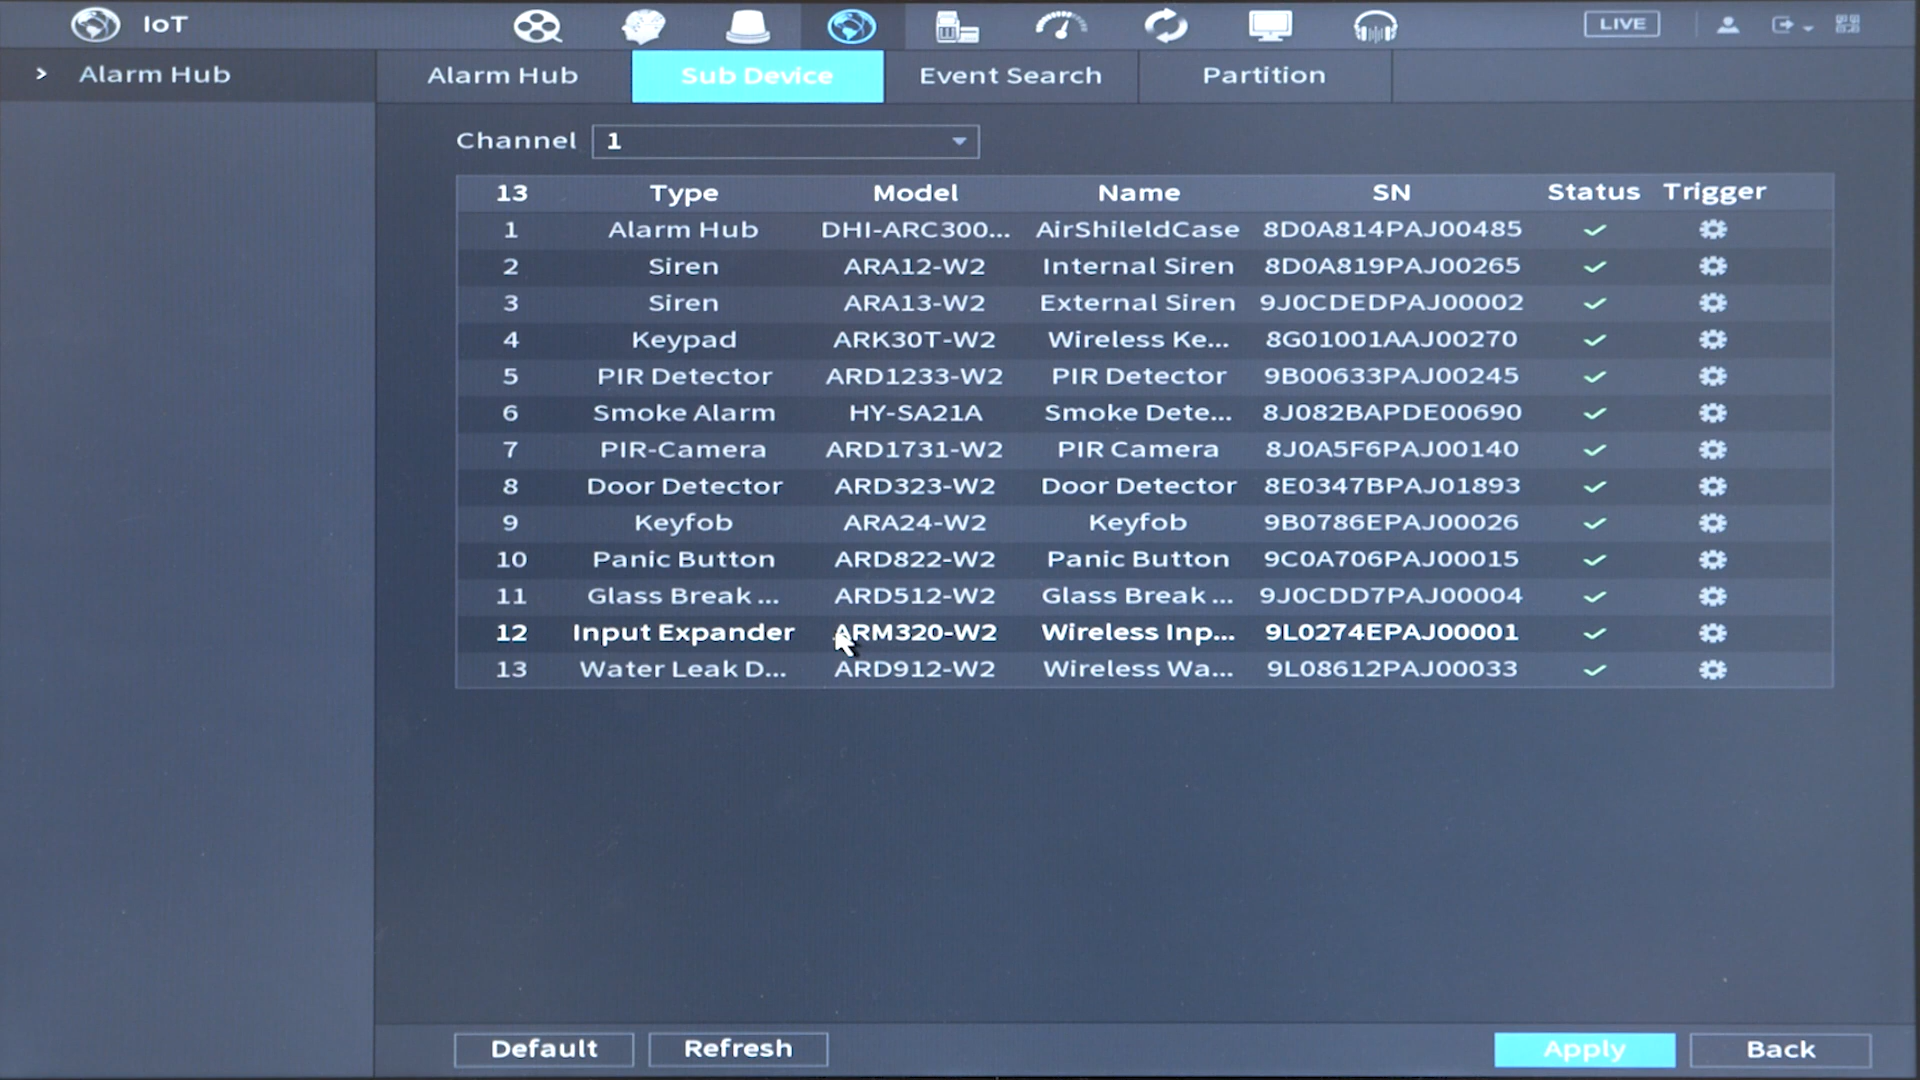 IoT
LIVE
Alarm Hub
Alarm Hub Sub Device Event Search Partition
Channel 1
13 Type Model Name SN Status Trigger
1 Alarm Hub DHI-ARC300... AirShileldCase 8D0A814PAJ00485
2 Siren ARA12-W2 Internal Siren 8D0A819PAJ00265
3 Siren ARA13-W2 External Siren 9J0CDEDPAJ00002
4 Keypad ARK30T-W2 Wireless Ke... 8G01001AAJ00270
5 PIR Detector ARD1233-W2 PIR Detector 9B00633PAJ00245
6 Smoke Alarm HY-SA21A Smoke Dete... 8J082BAPDE00690
7 PIR-Camera ARD1731-W2 PIR Camera 8J0A5F6PAJ00140
8 Door Detector ARD323-W2 Door Detector 8E0347BPAJ01893
9 Keyfob ARA24-W2 Keyfob 9B0786EPAJ00026
10 Panic Button ARD822-W2 Panic Button 9C0A706PAJ00015
11 Glass Break ... ARD512-W2 Glass Break ... 9J0CDD7PAJ00004
12 Input Expander ARM320-W2 Wireless Inp... 9L0274EPAJ00001
13 Water Leak D... ARD912-W2 Wireless Wa... 9L08612PAJ00033
Default Refresh Apply Back